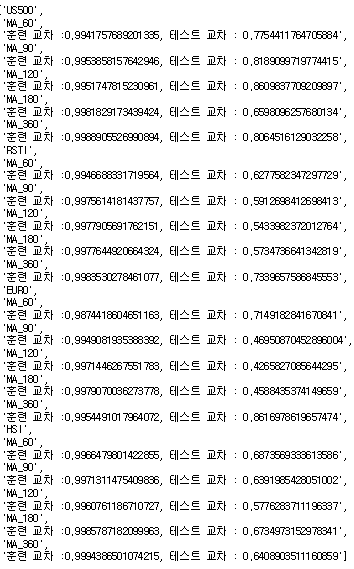 ['US500',
'MA_60',
'훈련 교차 :0.9941757689201335, 테스트 교차 : 0.7754411764705884',
'MA_90',
'훈련 교차 :0.9953858157642946, 테스트 교차 : 0.8189099719774415',
'MA_120',
'훈련 교차 :0.9951747815230961, 테스트 교차 : 0.8609837709209897',
'MA_180',
'훈련 교차 :0.9981829173439424, 테스트 교차 : 0.6598096257680134',
'MA_360',
'훈련 교차 :0.9988905526990894, 테스트 교차 : 0.8064516129032258',
'RSTI',
'MA_60',
'훈련 교차 :0.9946688331719564, 테스트 교차 : 0.6277582347297729',
'MA_90',
'훈련 교차 :0.9975614181437757, 테스트 교차 : 0.5912698412698413',
'MA_120',
'훈련 교차 :0.9977905691762151, 테스트 교차 : 0.5433982372012764',
'MA_180',
'훈련 교차 :0.9977644920664324, 테스트 교차 : 0.5734736641342819',
'MA_360',
'훈련 교차 :0.998353027846107​7, 테스트 교차 : 0.7339657586845553',
'EURO',
'MA_60',
'훈련 교차 :0.9874418604651163, 테스트 교차 : 0.7149182841670841',
'MA_90',
'훈련 교차 :0.9949081935388392, 테스트 교차 : 0.46950870452896004',
'MA_120',
'훈련 교차 :0.9971446267551783, 테스트 교차 : 0.4265827085644295',
'MA_180',
'훈련 교차 :0.9979070036273778, 테스트 교차 : 0.4588435374149659',
'MA_360',
'훈련 교차 :0.9954491017964072, 테스트 교차 : 0.8616978619657474',
'HSI',
'MA_60',
'훈련 교차 :0.9966479801422855, 테스트 교차 : 0.6873569333613586',
'MA_90',
'훈련 교차 :0.9971311475409836, 테스트 교차 : 0.6391985428051002',
'MA_120',
'훈련 교차 :0.9960761186710727, 테스트 교차 : 0.5776283711196337',
'MA_180',
'훈련 교차 :0.9985787182099963, 테스트 교차 : 0.6734973152978341',
'MA_360',
'훈련 교차 :0.9994386501074215, 테스트 교차 : 0.6408903511160859']